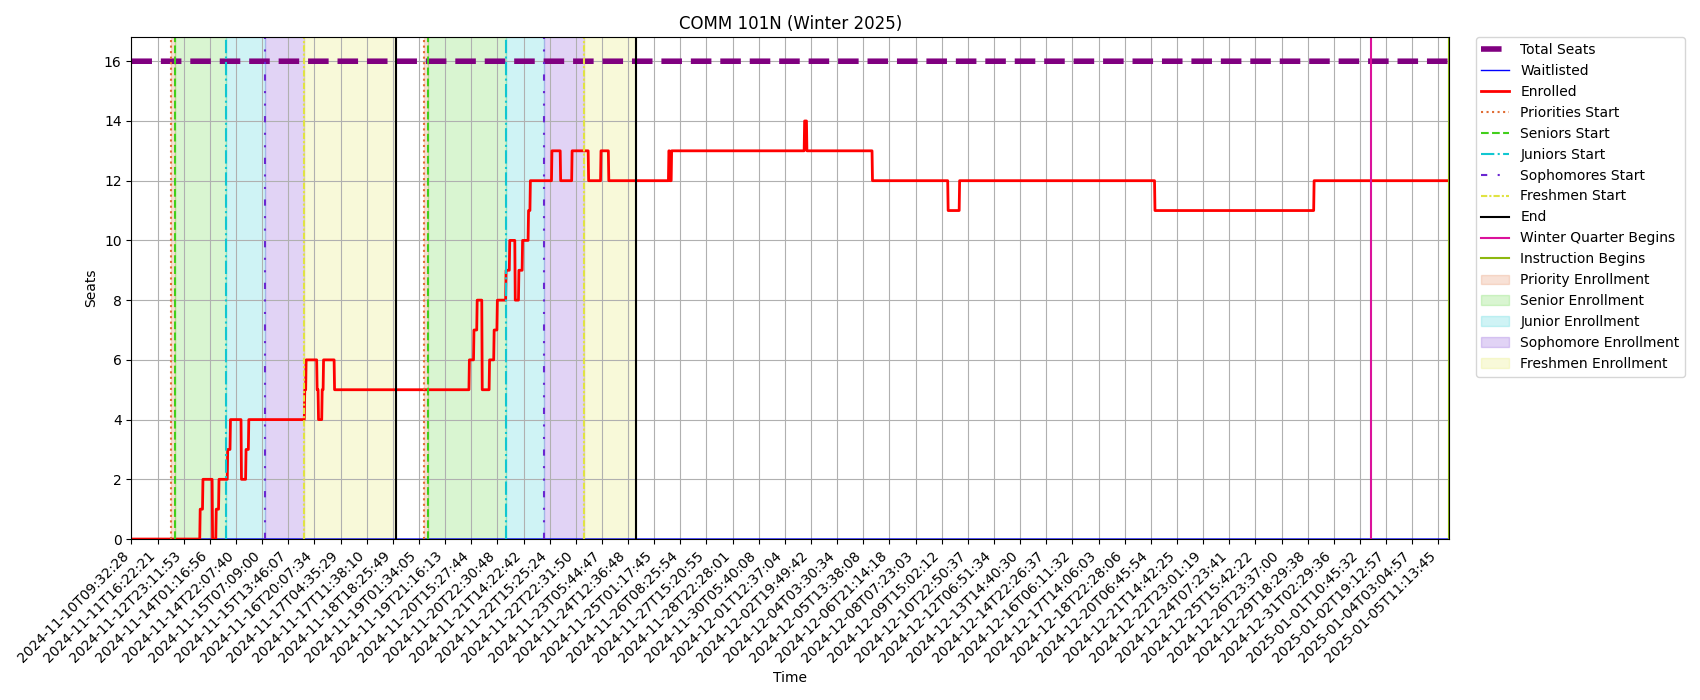 COMM 101N (Winter 2025)
Seats
16
14
12
10
8
6
4
2
0
2024-11-10T09:32:28
2024-11-11T16:22:21
2024-11-12T23:11:53
2024-11-14T01:16:56
2024-11-14T22:07:40
2024-11-15T17:09:00
2024-11-15T13:46:07
2024-11-16T20:07:34
2024-11-17T04:35:29
2024-11-17T11:38:10
2024-11-18T18:25:49
2024-11-19T01:34:05
2024-11-19T21:16:13
2024-11-20T15:27:44
2024-11-20T22:30:48
2024-11-21T14:22:42
2024-11-22T15:25:24
2024-11-22T22:31:50
2024-11-23T05:44:47
2024-11-24T12:36:48
2024-11-25T01:17:45
2024-11-26T08:25:54
2024-11-27T15:20:55
2024-11-28T22:28:01
2024-11-30T05:40:08
2024-12-01T12:37:04
2024-12-02T19:49:42
2024-12-04T03:30:34
2024-12-05T13:38:09
2024-12-06T21:14:18
2024-12-08T07:23:03
2024-12-09T15:02:12
2024-12-10T22:50:37
2024-12-12T06:51:34
2024-12-13T14:40:30
2024-12-14T22:26:37
2024-12-16T06:11:32
2024-12-17T14:06:03
2024-12-18T22:28:06
2024-12-20T06:45:54
2024-12-21T14:42:25
2024-12-22T23:01:19
2024-12-24T07:23:41
2024-12-25T15:42:22
2024-12-26T23:37:00
2024-12-29T18:29:38
2024-12-31T02:29:36
2025-01-01T10:45:32
2025-01-02T19:12:57
2025-01-04T03:04:57
2025-01-05T11:13:45
Time
Total Seats
Waitlisted
Enrolled
Priorities Start
Seniors Start
Juniors Start
Sophomores Start
Freshmen Start
End
Winter Quarter Begins
Instruction Begins
Priority Enrollment
Senior Enrollment
Junior Enrollment
Sophomore Enrollment
Freshmen Enrollment